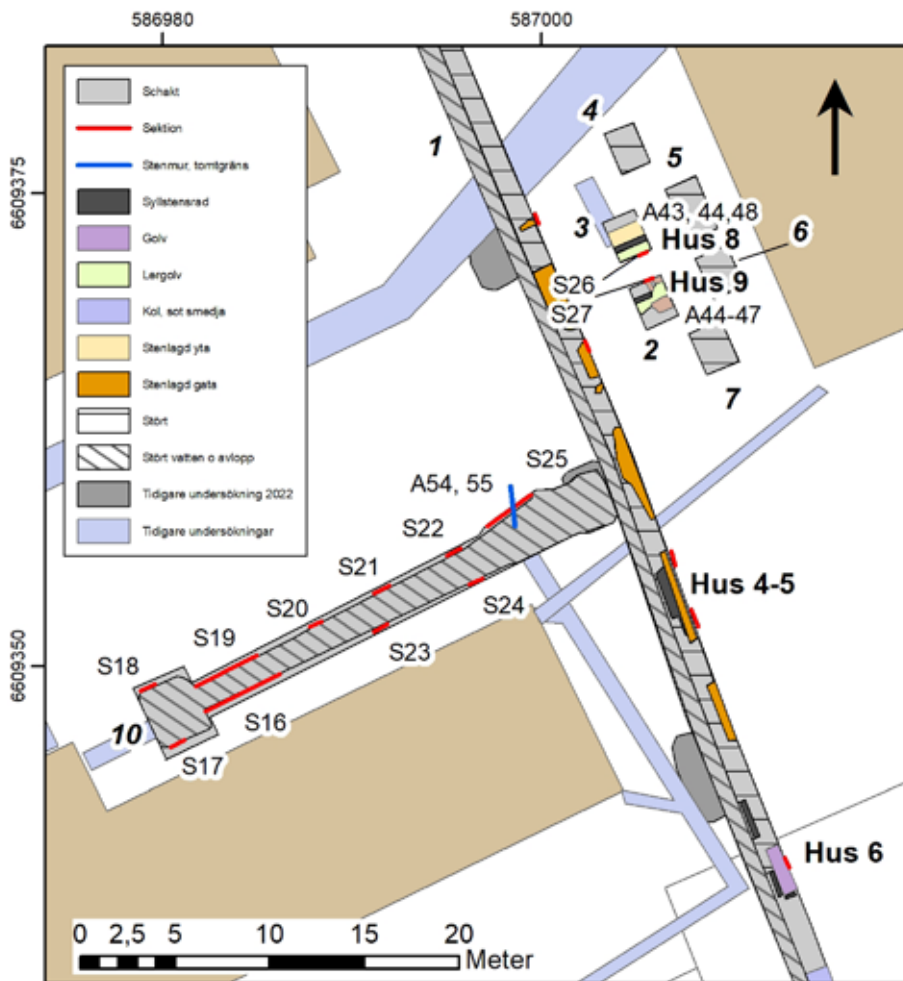 586980
587000
6609375
6609350
Schakt
Sektion
Stenmur, tomtgräns
Syllstensrad
Golv
Lergolv
Kol, sot smedja
Stenlagd yta
Stenlagd gata
Stört
Stört vatten o avlopp
Tidigare undersökning 2022
Tidigare undersökningar
1
4
5
3
A43, 44,48
Hus 8
6
S26
Hus 9
S27
A44-47
2
7
S25
A54, 55
S22
S21
S20
S24
Hus 4-5
S19
S23
S18
S16
10
S17
Hus 6
0 2,5 5 10 15 20
Meter